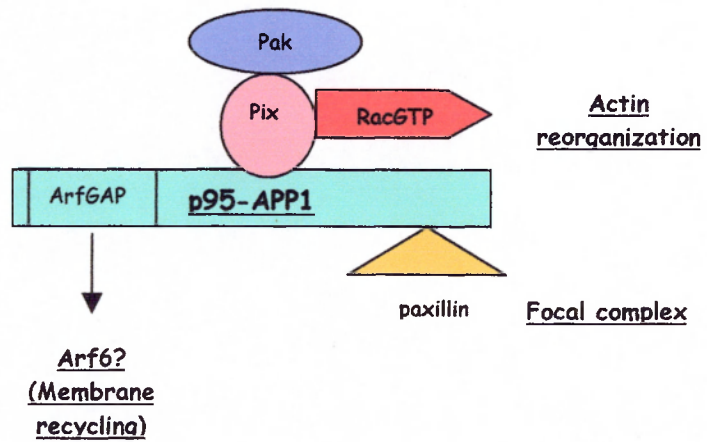 Pak
Pix
RacGTP
Actin
reorganization
ArfGAP
p95-APP1
paxillin
Focal complex
Arf6?
(Membrane
recycling)